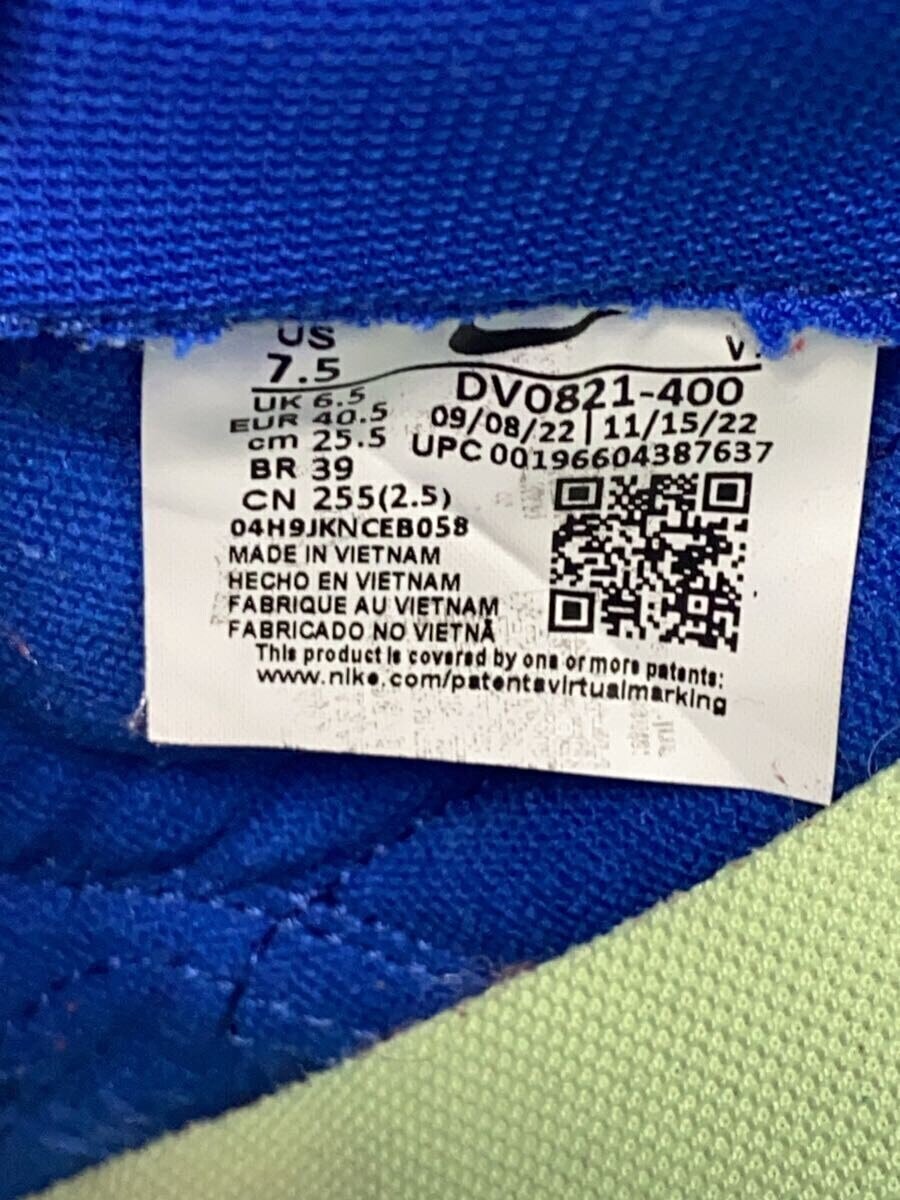 US
7.5
UK 6.5
EUR 40.5
cm 25.5
BR 39
CN 255(2.5)
04H9JKNCEB058
MADE IN VIETNAM
HECHO EN VIETNAM
FABRIQUE AU VIETNAM
FABRICADO NO VIETNÃ
V.
DV0821-400
09/08/22 | 11/15/22
UPC 00196604387637
This product is covered by one or more patents:
www.nike.com/patentsvirtualmarking